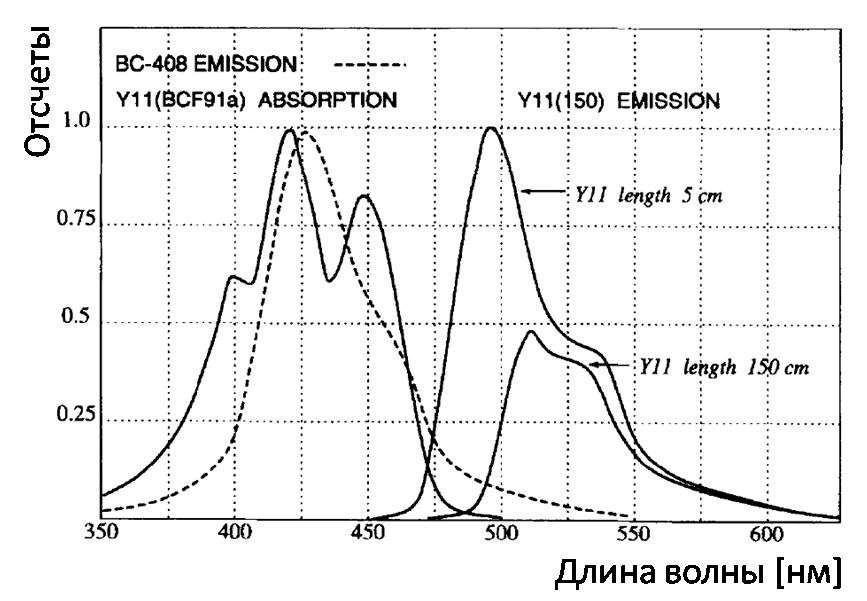 Отсчеты
BC-408 EMISSION
Y11(BCF91a) ABSORPTION
Y11(150) EMISSION
1.0
Y11 length 5 cm
0.75
0.5
Y11 length 150 cm
0.25
350 400 450 500 550 600
Длина волны [нм]